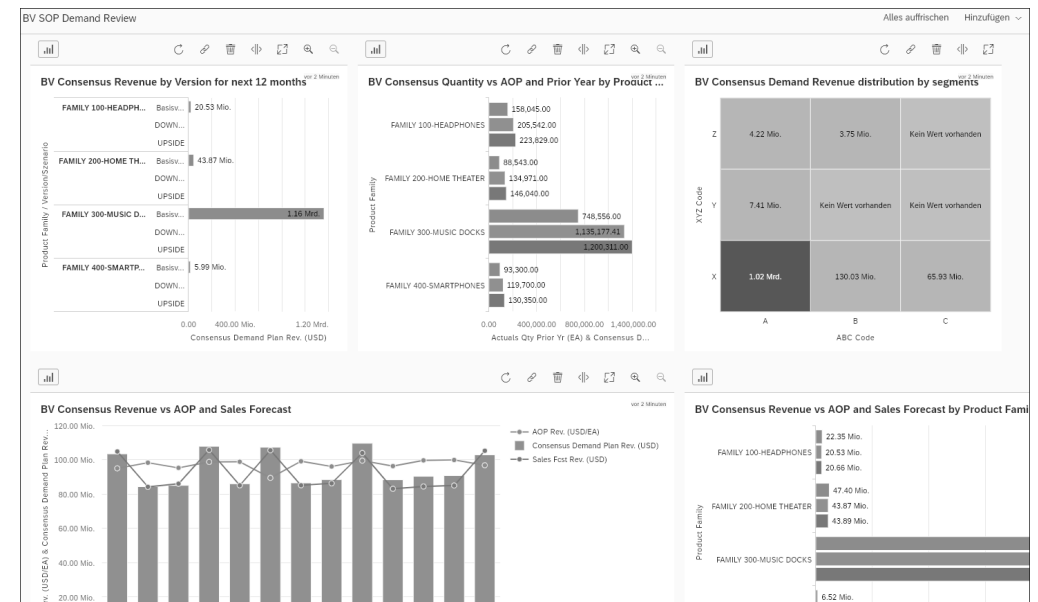 BV SOP Demand Review
Alles auffrischen Hinzufügen
BV Consensus Revenue by Version for next 12 months
vor 2 Minuten
Product Family / Version/Szenario
FAMILY 100-HEADPH... Basisv... 20.53 Mio.
DOWN...
UPSIDE
FAMILY 200-HOME TH... Basisv... 43.87 Mio.
DOWN...
UPSIDE
FAMILY 300-MUSIC D... Basisv... 1.16 Mrd.
DOWN...
UPSIDE
FAMILY 400-SMARTP... Basisv... 5.99 Mio.
DOWN...
UPSIDE
0.00 400.00 Mio. 1.20 Mrd.
Consensus Demand Plan Rev. (USD)
BV Consensus Quantity vs AOP and Prior Year by Product ...
vor 2 Minuten
Product Family
158,045.00
FAMILY 100-HEADPHONES 205,542.00
223,829.00
88,543.00
FAMILY 200-HOME THEATER 134,971.00
146,040.00
748,556.00
FAMILY 300-MUSIC DOCKS 1,135,177.41
1,200,311.00
93,300.00
FAMILY 400-SMARTPHONES 119,700.00
130,350.00
0.00 400,000.00 800,000.00 1,400,000.00
Actuals Qty Prior Yr (EA) & Consensus D...
BV Consensus Demand Revenue distribution by segments
vor 2 Minuten
XYZ Code
Z 4.22 Mio. 3.75 Mio. Kein Wert vorhanden
Y 7.41 Mio. Kein Wert vorhanden Kein Wert vorhanden
X 1.02 Mrd. 130.03 Mio. 65.93 Mio.
A B C
ABC Code
BV Consensus Revenue vs AOP and Sales Forecast
vor 2 Minuten
v. (USD/EA) & Consensus Demand Plan Rev...
120.00 Mio.
100.00 Mio.
80.00 Mio.
60.00 Mio.
40.00 Mio.
20.00 Mio.
AOP Rev. (USD/EA)
Consensus Demand Plan Rev. (USD)
Sales Fcst Rev. (USD)
BV Consensus Revenue vs AOP and Sales Forecast by Product Fami
Product Family
22.35 Mio.
FAMILY 100-HEADPHONES 20.53 Mio.
20.66 Mio.
47.40 Mio.
FAMILY 200-HOME THEATER 43.87 Mio.
43.89 Mio.
FAMILY 300-MUSIC DOCKS
6.52 Mio.